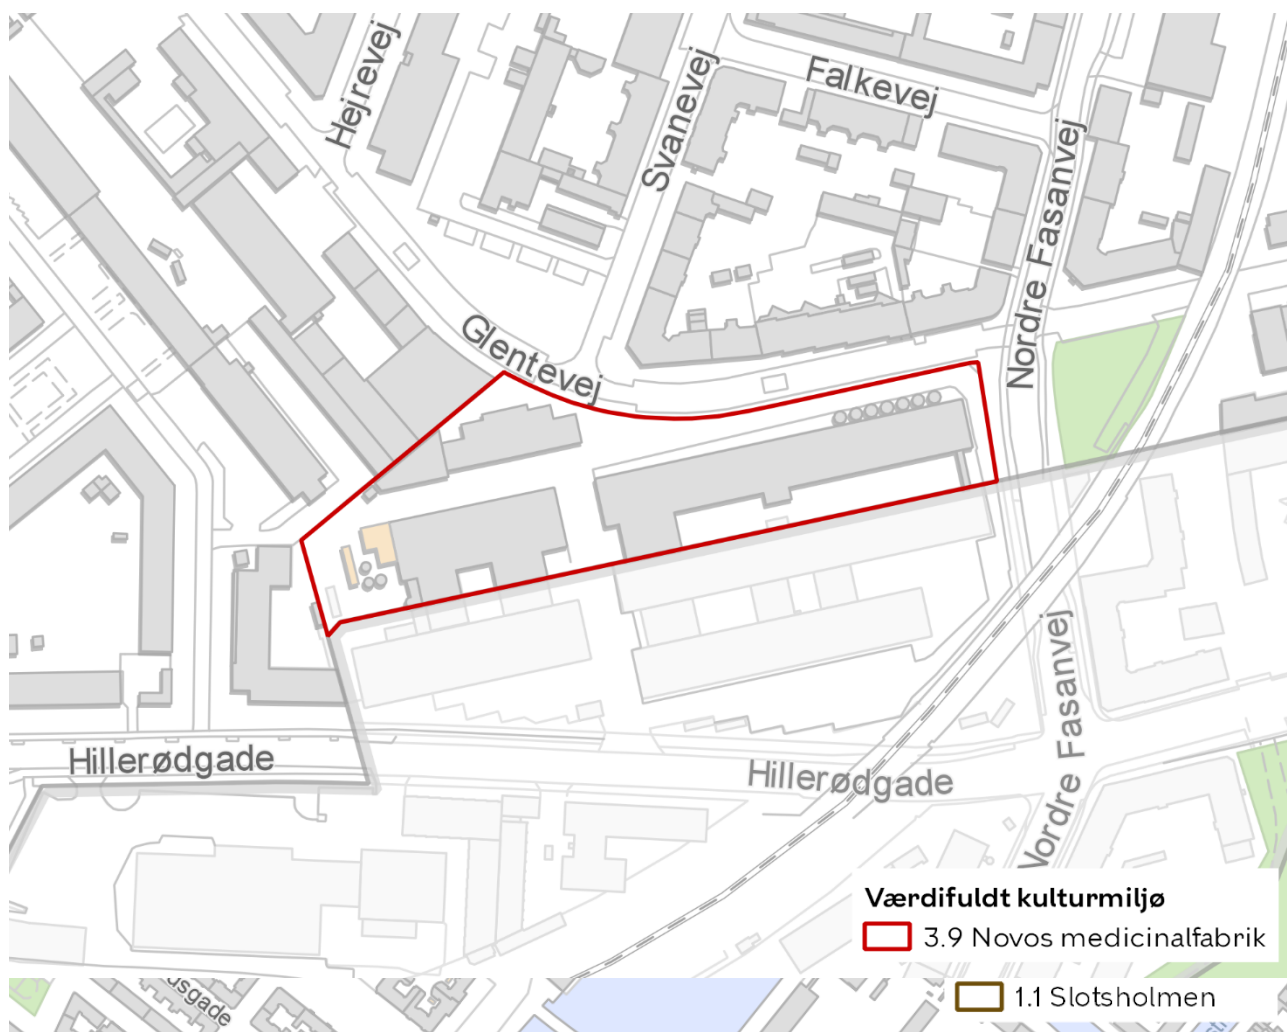 Hejrevej
Svanevej
Falkevej
Nordre Fasanvej
Glentevej
Nordre Fasanvej
Hillerødgade
Hillerødgade
Værdifuldt kulturmiljø
3.9 Novos medicinalfabrik
1.1 Slotsholmen